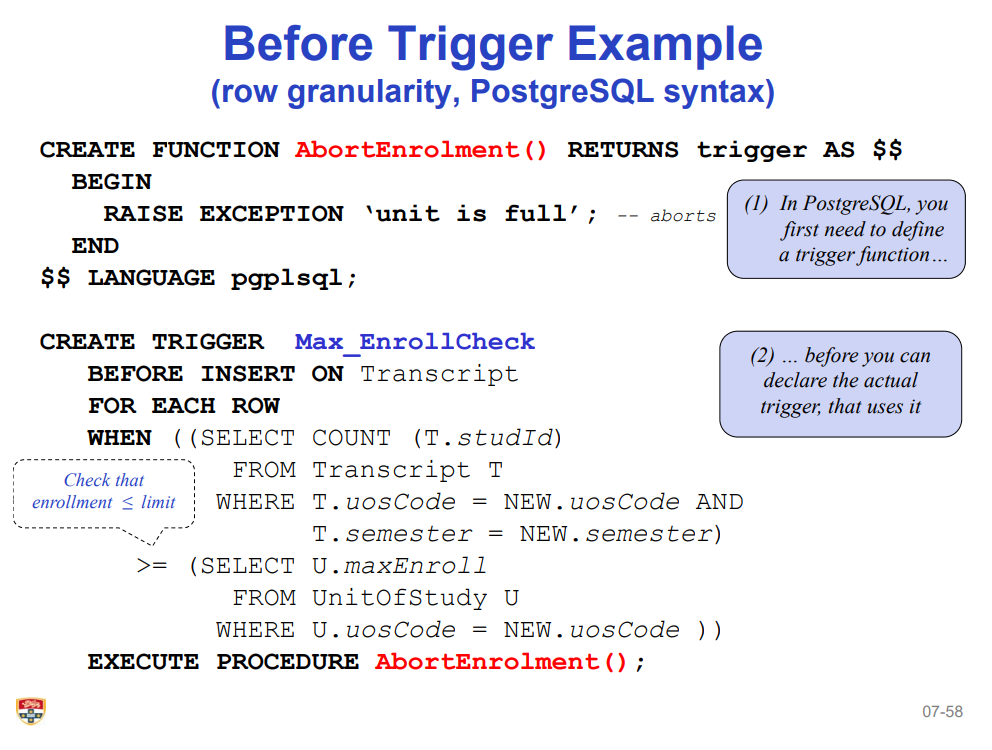 Before Trigger Example
(row granularity, PostgreSQL syntax)
CREATE FUNCTION AbortEnrolment() RETURNS trigger AS $$
BEGIN
RAISE EXCEPTION ‘unit is full’; -- aborts
END
$$ LANGUAGE pgplsql;
(1) In PostgreSQL, you
first need to define
a trigger function…
CREATE TRIGGER Max_EnrollCheck
BEFORE INSERT ON Transcript
FOR EACH ROW
WHEN ((SELECT COUNT (T.studId)
FROM Transcript T
WHERE T.uosCode = NEW.uosCode AND
T.semester = NEW.semester)
>= (SELECT U.maxEnroll
FROM UnitOfStudy U
WHERE U.uosCode = NEW.uosCode ))
EXECUTE PROCEDURE AbortEnrolment();
(2) … before you can
declare the actual
trigger, that uses it
Check that
enrollment ≤ limit
07-58